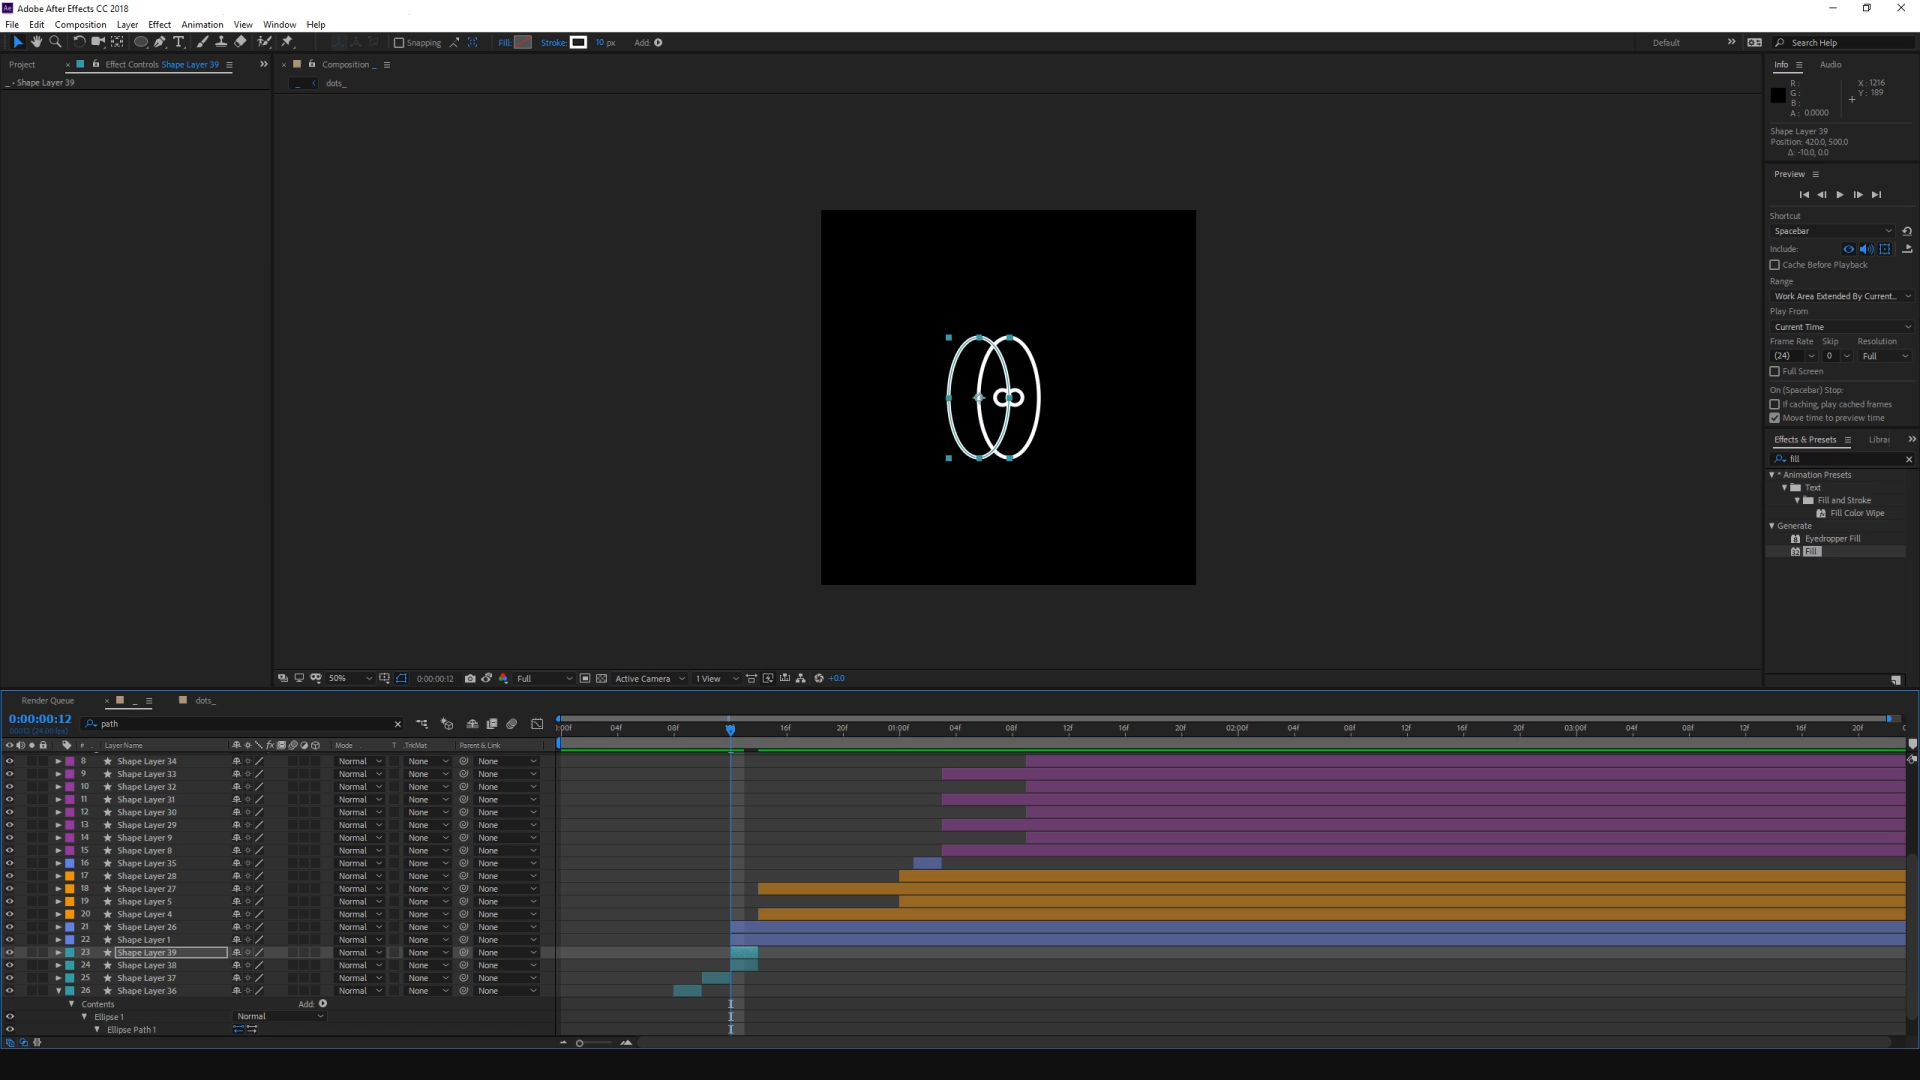 Adobe After Effects CC 2018
File Edit Composition Layer Effect Animation View Window Help
Snapping Fill: Stroke: 10 px Add: Default Search Help
Project Effect Controls Shape Layer 39 Composition _ Info Audio
_ - Shape Layer 39
_ dots_
R: X: 1216
G: Y: 189
B:
A: 0.0000
Shape Layer 39
Position: 420.0, 500.0
Δ: -10.0, 0.0
Preview
Shortcut
Spacebar
Include:
Cache Before Playback
Range
Work Area Extended By Current...
Play From
Current Time
Frame Rate Skip Resolution
(24) 0 Full
Full Screen
On (Spacebar) Stop:
If caching, play cached frames
Move time to preview time
Effects & Presets Librai
fill
* Animation Presets
Text
Fill and Stroke
Fill Color Wipe
Generate
Eyedropper Fill
Fill
50% 0:00:00:12 Full Active Camera 1 View +0.0
Render Queue _ dots_
0:00:00:12 path
00012 (24.00 fps)
:00f 04f 08f 16f 20f 01:00f 04f 08f 12f 16f 20f 02:00f 04f 08f 12f 16f 20f 03:00f 04f 08f 12f 16f 20f
# Layer Name Mode T .TrkMat Parent & Link
8 Shape Layer 34 Normal None None
9 Shape Layer 33 Normal None None
10 Shape Layer 32 Normal None None
11 Shape Layer 31 Normal None None
12 Shape Layer 30 Normal None None
13 Shape Layer 29 Normal None None
14 Shape Layer 9 Normal None None
15 Shape Layer 8 Normal None None
16 Shape Layer 35 Normal None None
17 Shape Layer 28 Normal None None
18 Shape Layer 27 Normal None None
19 Shape Layer 5 Normal None None
20 Shape Layer 4 Normal None None
21 Shape Layer 26 Normal None None
22 Shape Layer 1 Normal None None
23 Shape Layer 39 Normal None None
24 Shape Layer 38 Normal None None
25 Shape Layer 37 Normal None None
26 Shape Layer 36 Normal None None
Contents Add:
Ellipse 1 Normal
Ellipse Path 1